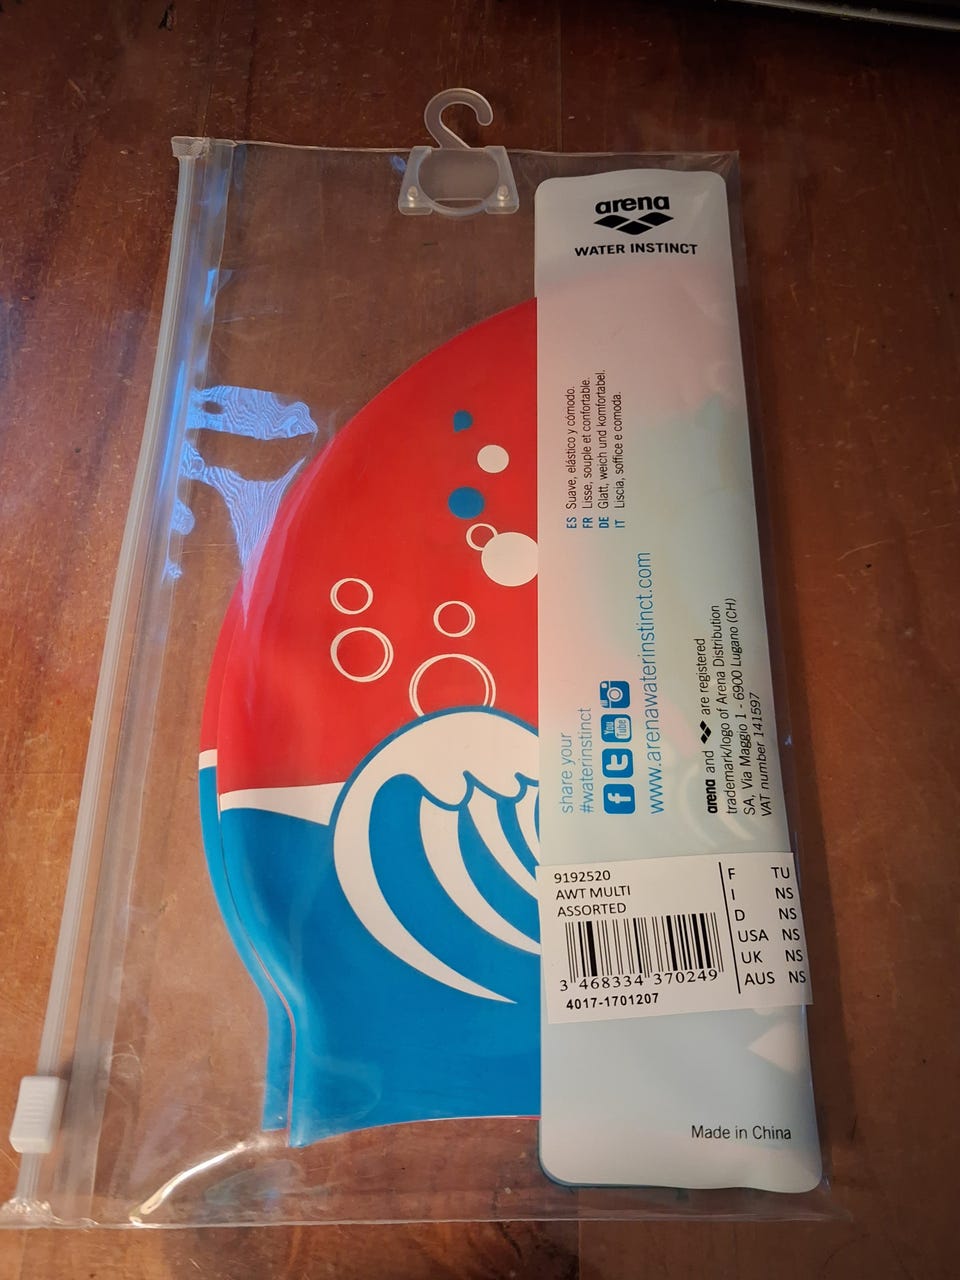 arena
WATER INSTINCT
ES Suave, elástico y cómodo.
FR Lisse, souple et confortable.
DE Glatt, weich und komfortabel.
IT Liscia, soffice e comoda.
share your
#waterinstinct
f t You Tube
www.arenawaterinstinct.com
arena and are registered
trademark/logo of Arena Distribution
SA, Via Maggio 1 - 6900 Lugano (CH)
VAT number 141597
9192520
AWT MULTI
ASSORTED
3 468334 370249
4017-1701207
F TU
I NS
D NS
USA NS
UK NS
AUS NS
Made in China